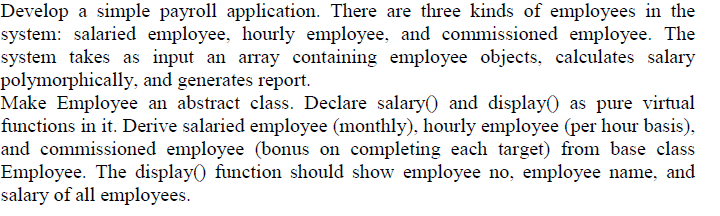 Develop a simple payroll application. There are three kinds of employees in the
system: salaried employee, hourly employee, and commissioned employee. The
system takes as input an array containing employee objects, calculates salary
polymorphically, and generates report.
Make Employee an abstract class. Declare salary() and display() as pure virtual
functions in it. Derive salaried employee (monthly), hourly employee (per hour basis),
and commissioned employee (bonus on completing each target) from base class
Employee. The display() function should show employee no, employee name, and
salary of all employees.